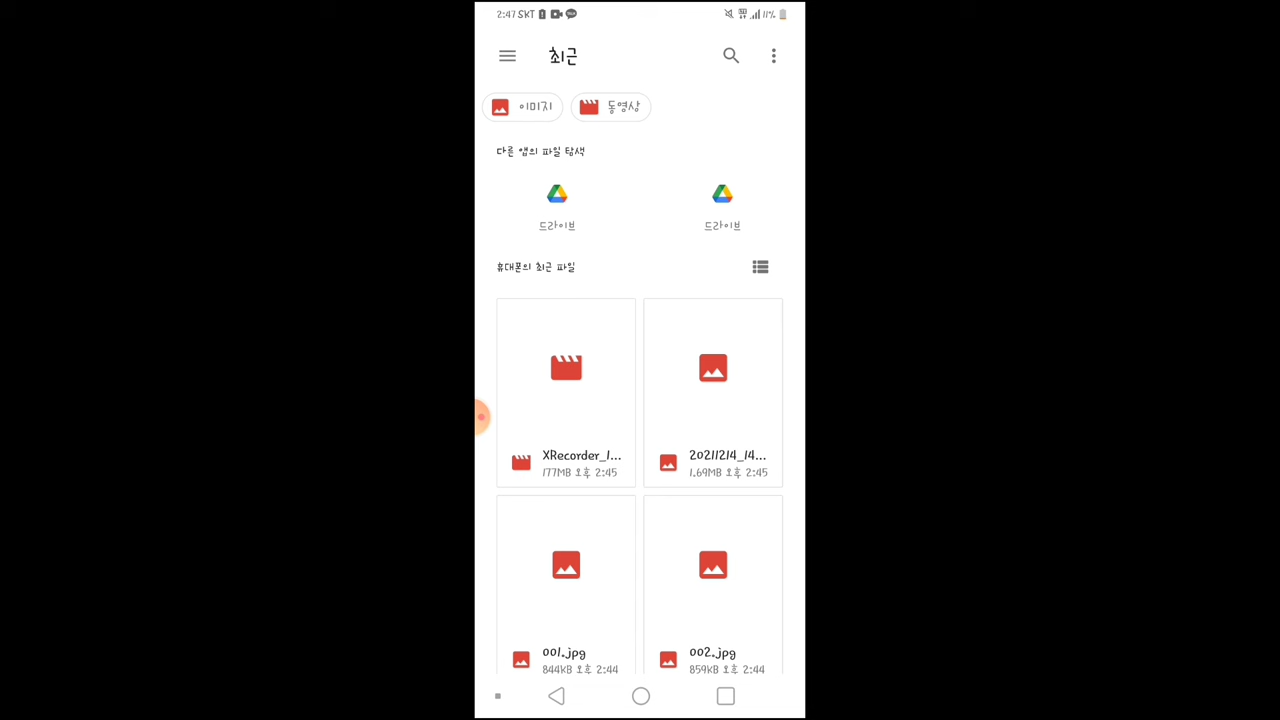 2:47 SKT 11%
최근
이미지 동영상
다른 앱의 파일 탐색
드라이브 드라이브
휴대폰의 최근 파일
XRecorder_1... 20211214_14...
177MB 오후 2:45 1.69MB 오후 2:45
001.jpg 002.jpg
844kB 오후 2:44 859kB 오후 2:44